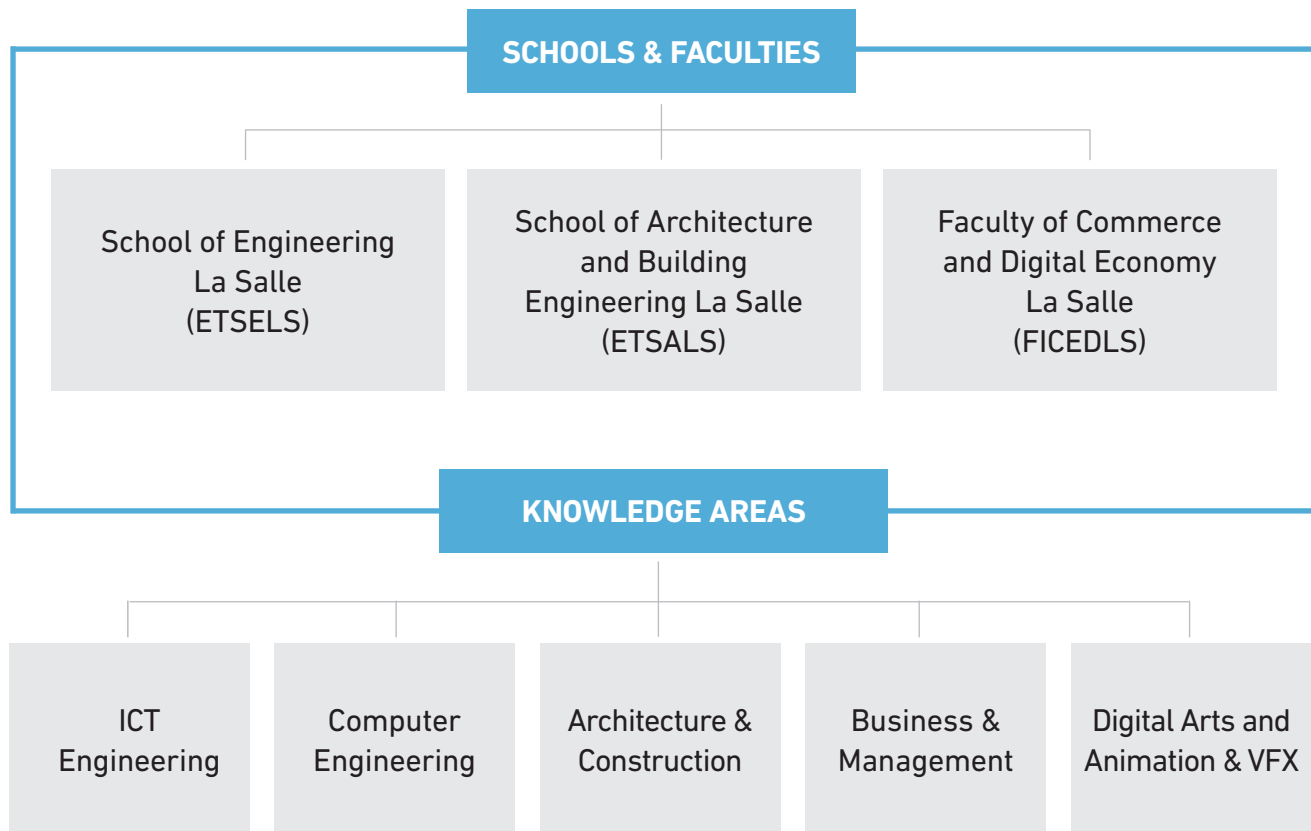 SCHOOLS & FACULTIES
School of Engineering
La Salle
(ETSELS)
School of Architecture
and Building
Engineering La Salle
(ETSALS)
Faculty of Commerce
and Digital Economy
La Salle
(FICEDLS)
KNOWLEDGE AREAS
ICT
Engineering
Computer
Engineering
Architecture &
Construction
Business &
Management
Digital Arts and
Animation & VFX